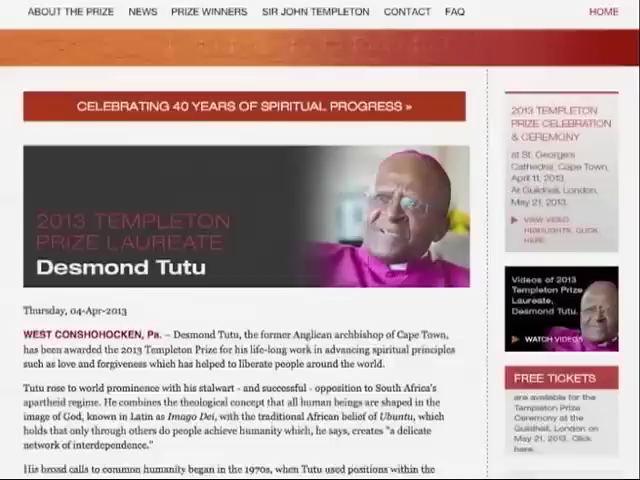 ABOUT THE PRIZE NEWS PRIZE WINNERS SIR JOHN TEMPLETON CONTACT FAQ HOME
CELEBRATING 40 YEARS OF SPIRITUAL PROGRESS »
2013 TEMPLETON
PRIZE LAUREATE
Desmond Tutu
Thursday, 04-Apr-2013
WEST CONSHOHOCKEN, Pa. – Desmond Tutu, the former Anglican archbishop of Cape Town,
has been awarded the 2013 Templeton Prize for his life-long work in advancing spiritual principles
such as love and forgiveness which has helped to liberate people around the world.
Tutu rose to world prominence with his stalwart - and successful - opposition to South Africa's
apartheid regime. He combines the theological concept that all human beings are shaped in the
image of God, known in Latin as Imago Dei, with the traditional African belief of Ubuntu, which
holds that only through others do people achieve humanity which, he says, creates "a delicate
network of interdependence."
His broad calls to common humanity began in the 1970s, when Tutu used positions within the
2013 TEMPLETON
PRIZE CELEBRATION
& CEREMONY
at St. George's
Cathedral, Cape Town,
April 11, 2013.
At Guildhall, London,
May 21, 2013.
VIEW VIDEO
HIGHLIGHTS, CLICK
HERE.
Videos of 2013
Templeton Prize
Laureate,
Desmond Tutu.
WATCH VIDEOS
FREE TICKETS
are available for the
Templeton Prize
Ceremony at the
Guildhall, London on
May 21, 2013. Click
here.